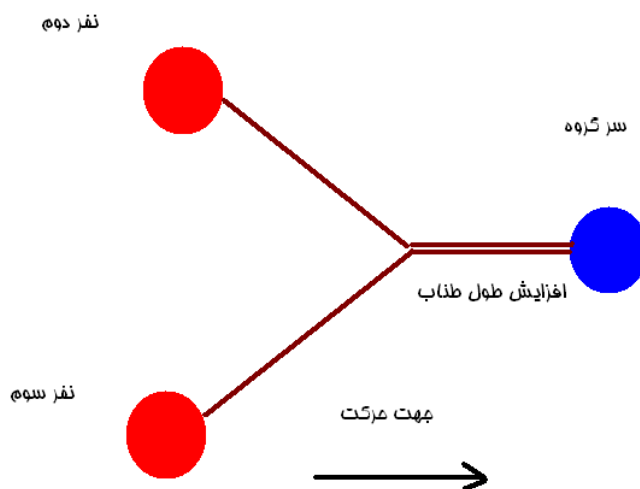 نفر دوم
سر گروه
افزایش طول طناب
نفر سوم
جهت حرکت